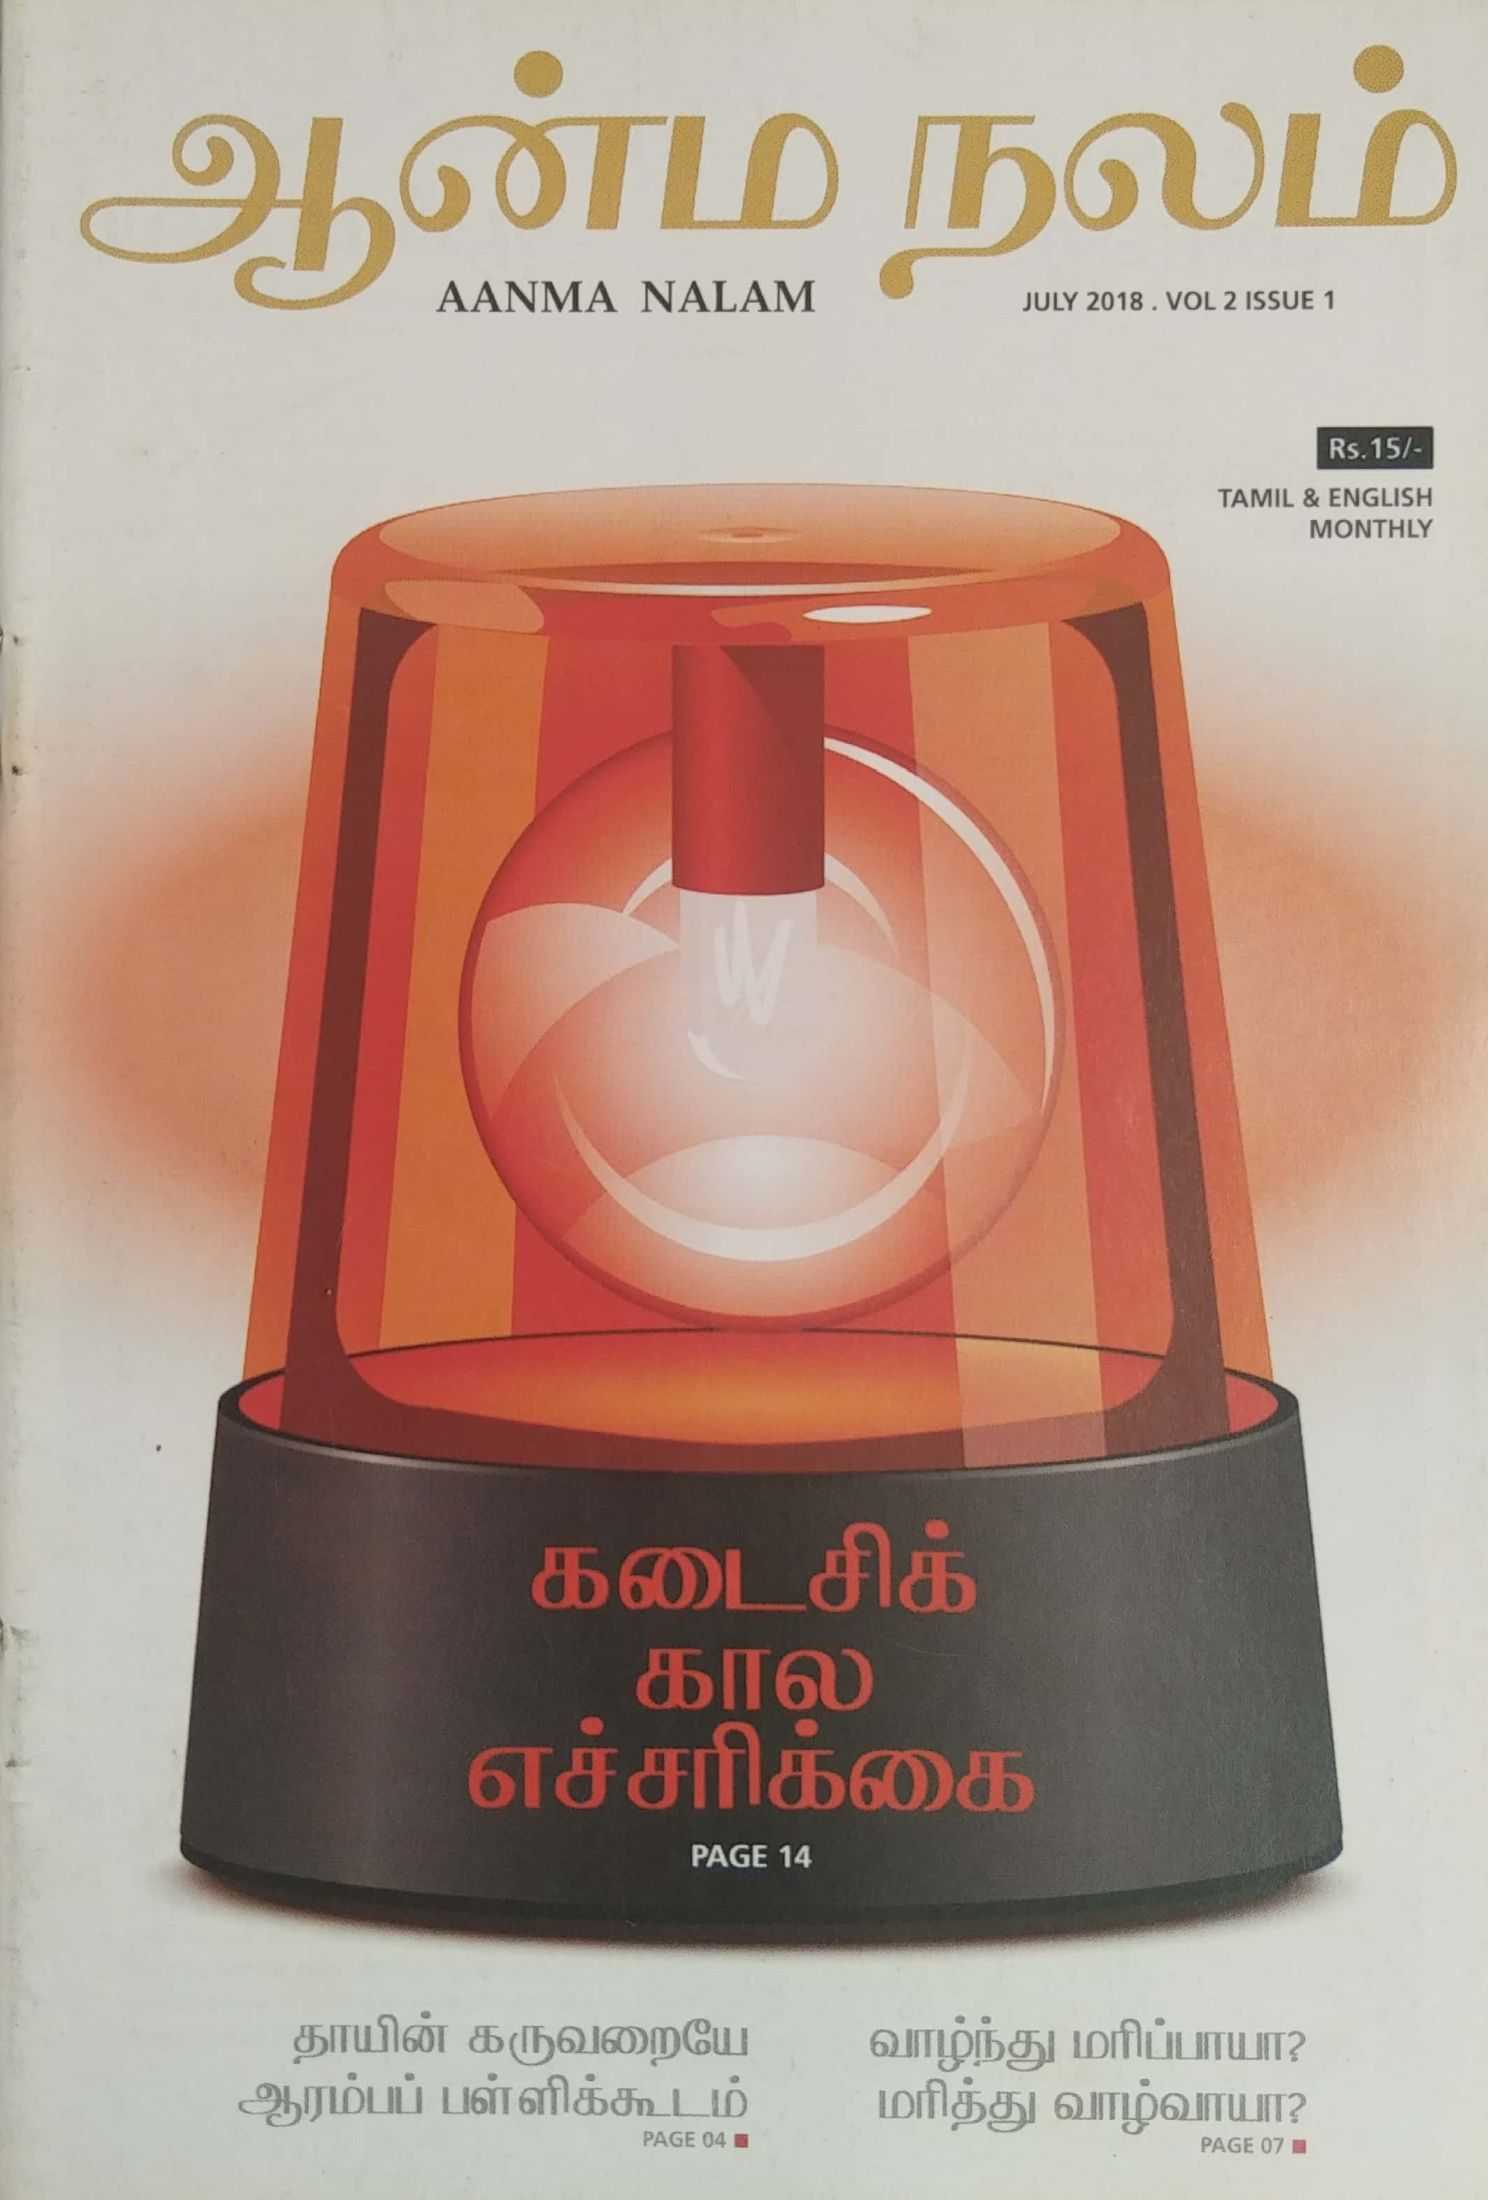 ஆன்ம நலம்
AANMA NALAM
JULY 2018 . VOL 2 ISSUE 1
Rs.15/-
TAMIL & ENGLISH
MONTHLY
கடைசிக்
கால
எச்சரிக்கை
PAGE 14
தாயின் கருவறையே
ஆரம்பப் பள்ளிக்கூடம்
PAGE 04
வாழ்ந்து மரிப்பாயா?
மரித்து வாழ்வாயா?
PAGE 07